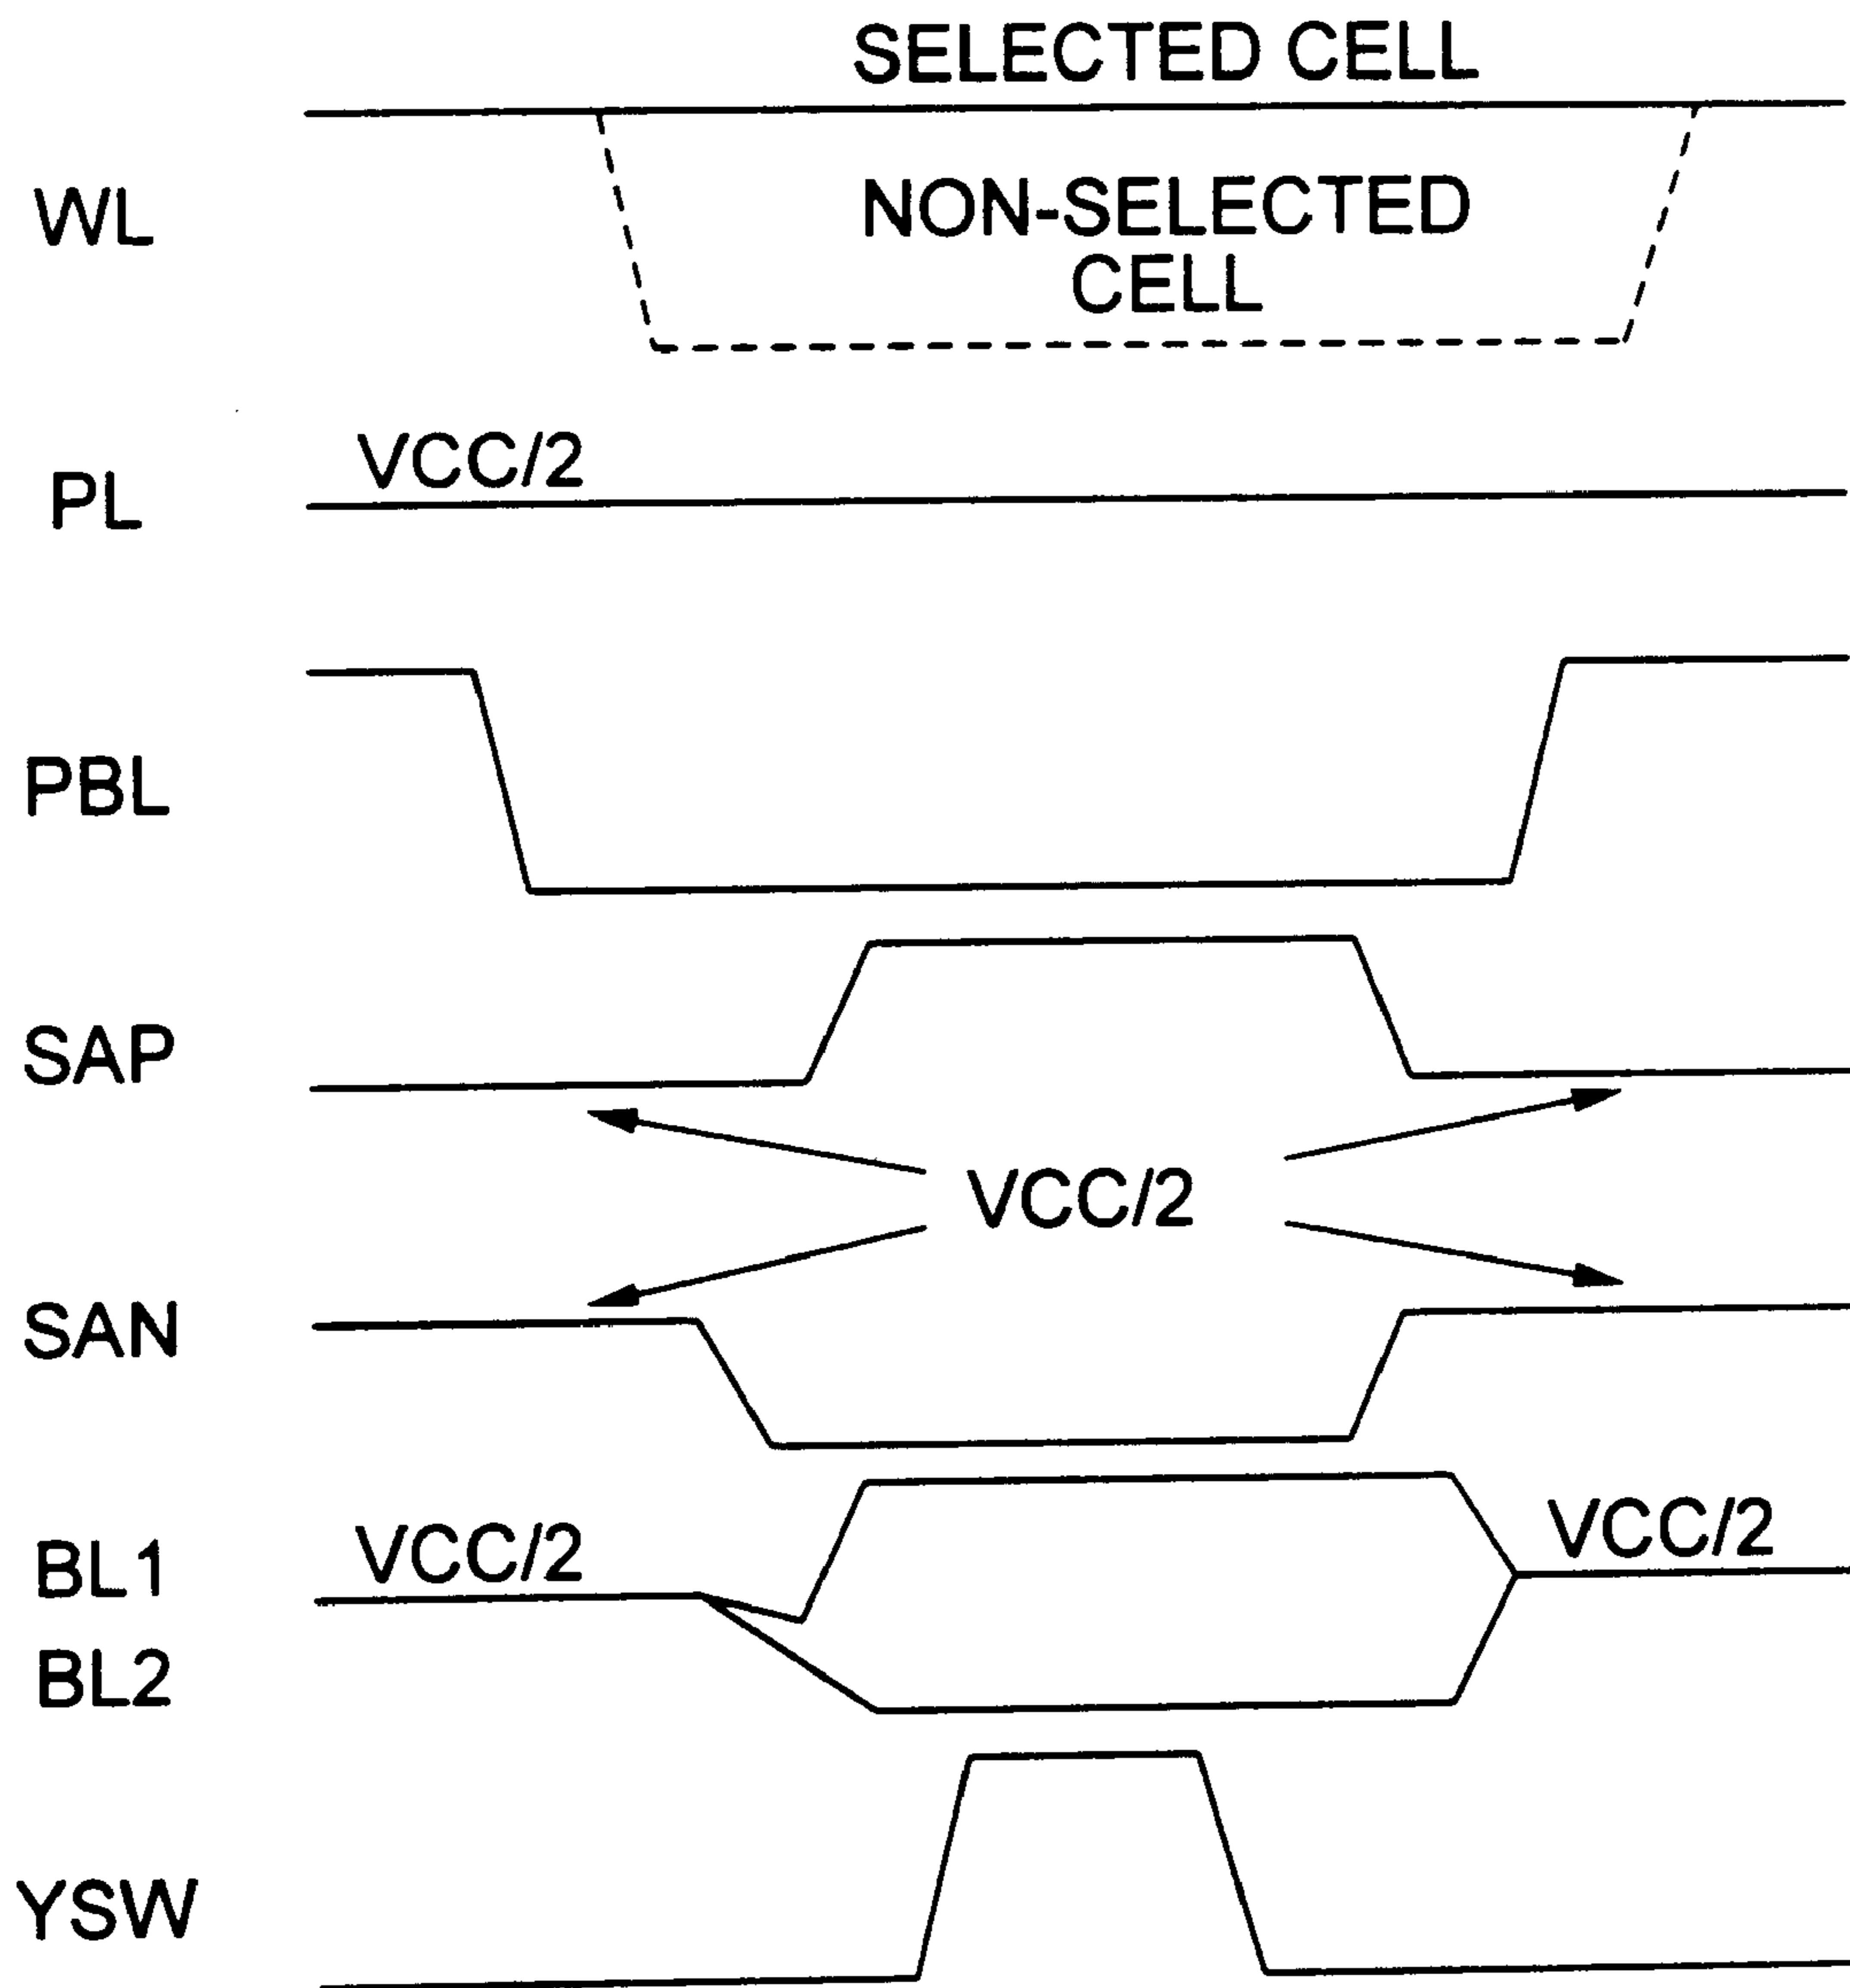 SELECTED CELL
WL
NON-SELECTED
CELL
VCC/2
PL
PBL
SAP
VCC/2
SAN
VCC/2
VCC/2
BL1
BL2
YSW